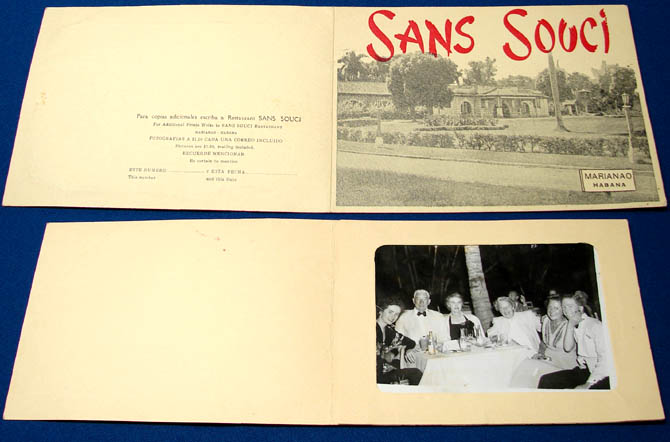 Para copias adicionales escriba a Restaurant SANS SOUCI
For Additional Prints Write to SANS SOUCI Restaurant
MARIANAO - HABANA
FOTOGRAFIAS A $1.50 CADA UNA CORREO INCLUIDO
Pictures are $1.50, mailing included.
RECUERDE MENCIONAR
Be certain to mention
ESTE NUMERO Y ESTA FECHA
This number and this Date
SANS SOUCI
MARIANAO
HABANA